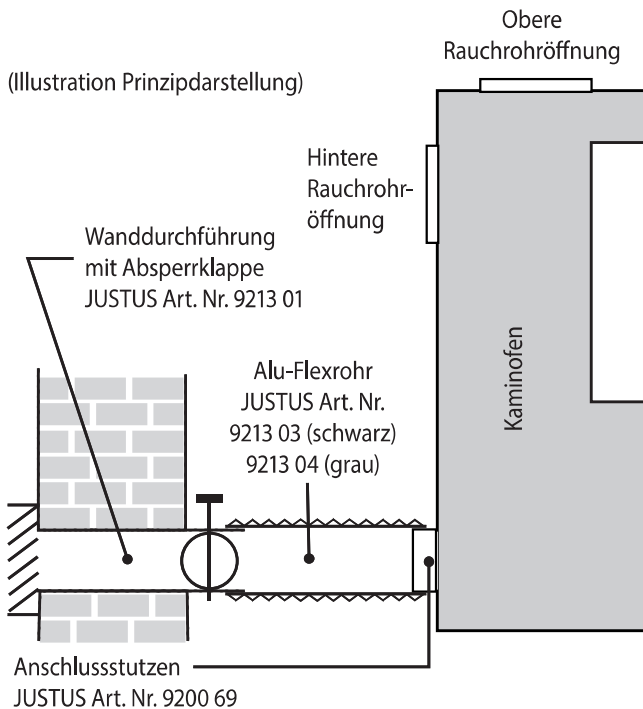 Obere
Rauchrohröffnung
(Illustration Prinzipdarstellung)
Hintere
Rauchrohr-
öffnung
Wanddurchführung
mit Absperrklappe
JUSTUS Art. Nr. 9213 01
Alu-Flexrohr
JUSTUS Art. Nr.
9213 03 (schwarz)
9213 04 (grau)
Kaminofen
Anschlussstutzen
JUSTUS Art. Nr. 9200 69